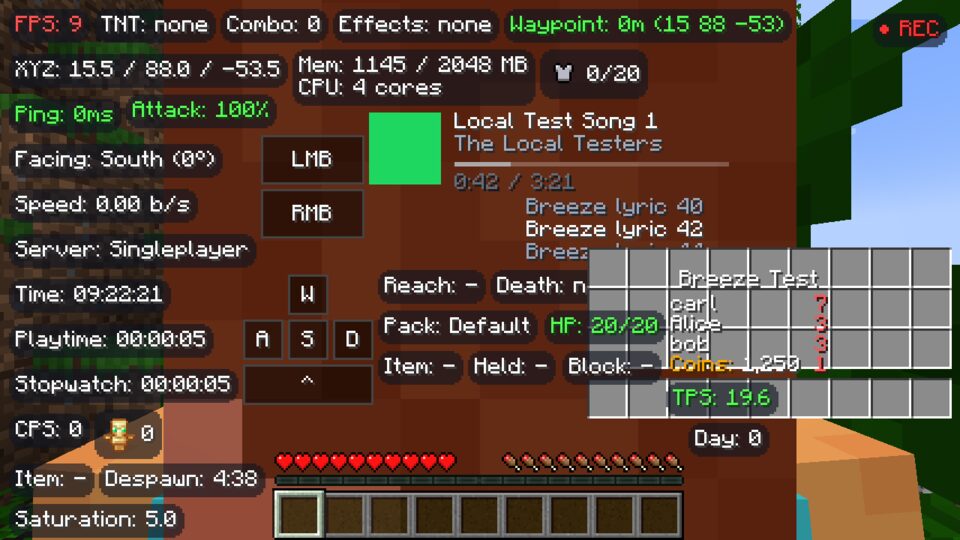 FPS: 9 TNT: none Combo: 0 Effects: none Waypoint: 0m (15 88 -53) REC
XYZ: 15.5 / 88.0 / -53.5
Mem: 1145 / 2048 MB
CPU: 4 cores
0/20
Ping: 0ms Attack: 100%
Local Test Song 1
The Local Testers
0:42 / 3:21
Breeze lyric 40
Breeze lyric 42
Facing: South (0°)
LMB
Speed: 0.00 b/s
RMB
Server: Singleplayer
Time: 09:22:21
W
Playtime: 00:00:05
A S D
Stopwatch: 00:00:05
^
CPS: 0
0
Item: - Despawn: 4:38
Saturation: 5.0
Reach: - Death:
Pack: Default HP: 20/20
Item: - Held: - Block: -
Breeze Test
carl 7
Alice 3
bob 3
Coins: 1,250 1
TPS: 19.6
Day: 0